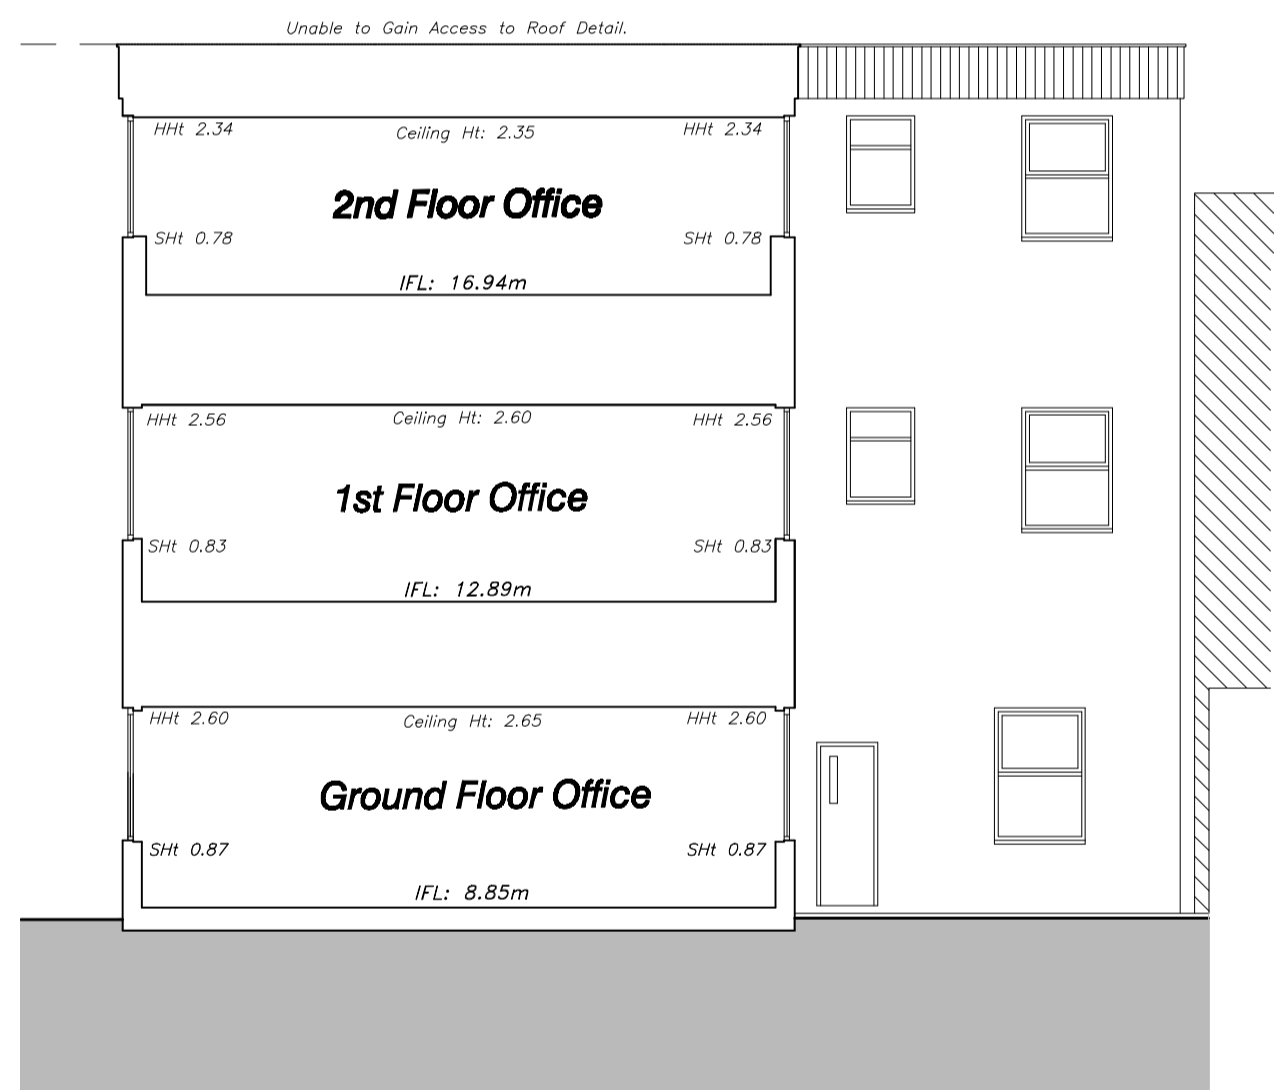 Unable to Gain Access to Roof Detail.
HHt 2.34
Ceiling Ht: 2.35
HHt 2.34
2nd Floor Office
SHt 0.78
SHt 0.78
IFL: 16.94m
HHt 2.56
Ceiling Ht: 2.60
HHt 2.56
1st Floor Office
SHt 0.83
SHt 0.83
IFL: 12.89m
HHt 2.60
Ceiling Ht: 2.65
HHt 2.60
Ground Floor Office
SHt 0.87
SHt 0.87
IFL: 8.85m